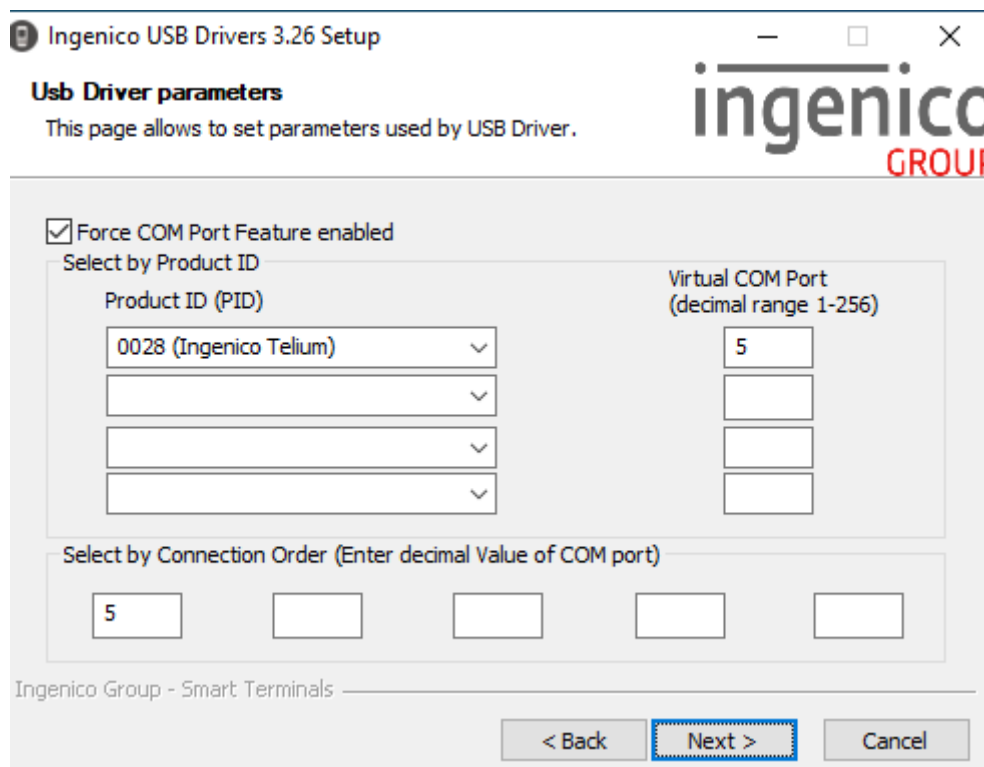 Ingenico USB Drivers 3.26 Setup
Usb Driver parameters
This page allows to set parameters used by USB Driver.
ingenico
GROUP
Force COM Port Feature enabled
Select by Product ID
Product ID (PID)
Virtual COM Port
(decimal range 1-256)
0028 (Ingenico Telium)
5
Select by Connection Order (Enter decimal Value of COM port)
5
Ingenico Group - Smart Terminals
< Back
Next >
Cancel